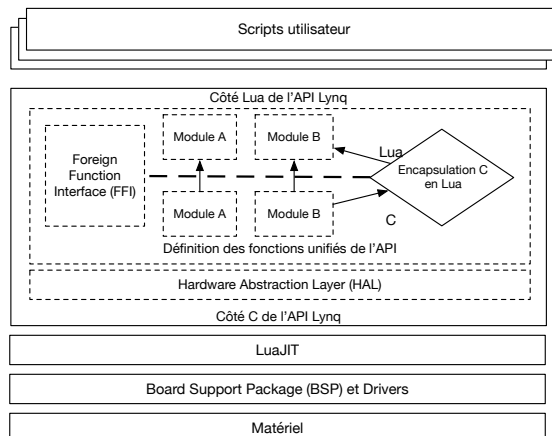 Scripts utilisateur
Côté Lua de l'API Lynq
Foreign
Function
Interface (FFI)
Module A
Module B
Lua
Encapsulation C
en Lua
Module A
Module B
C
Définition des fonctions unifiés de l'API
Hardware Abstraction Layer (HAL)
Côté C de l'API Lynq
LuaJIT
Board Support Package (BSP) et Drivers
Matériel